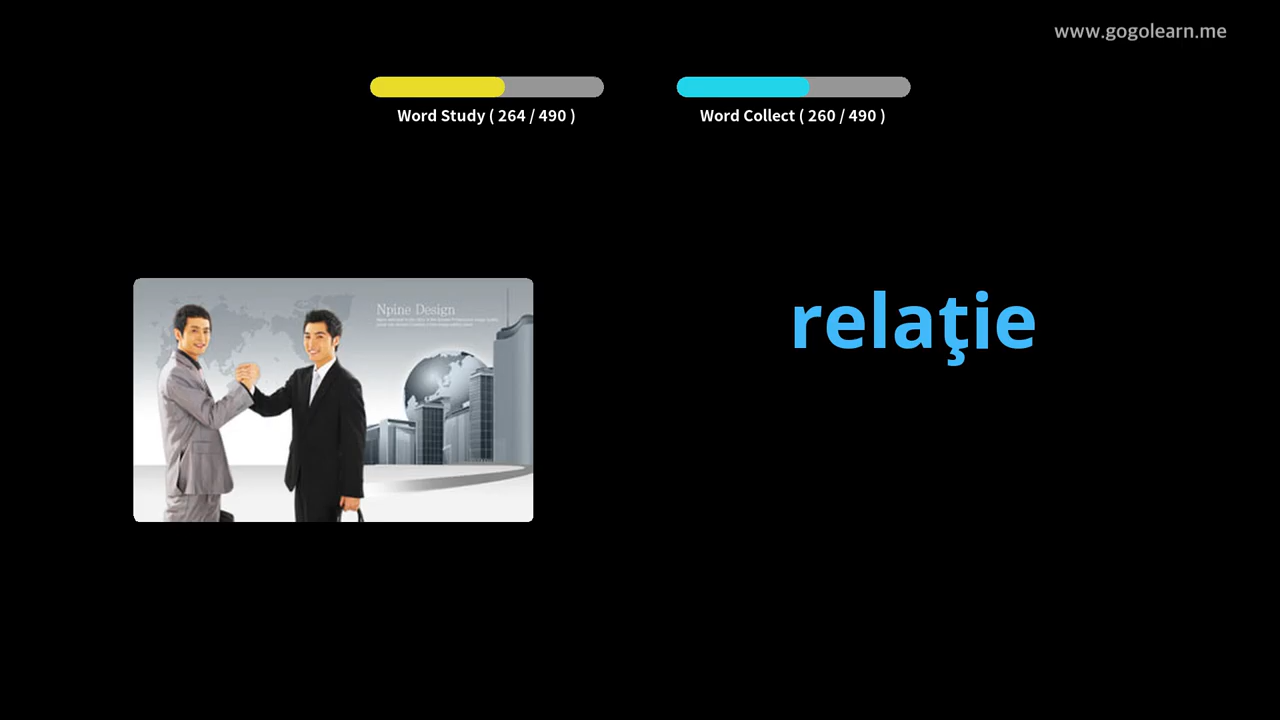 www.gogolearn.me
Word Study ( 264 / 490 )
Word Collect ( 260 / 490 )
Npine Design
relaţie